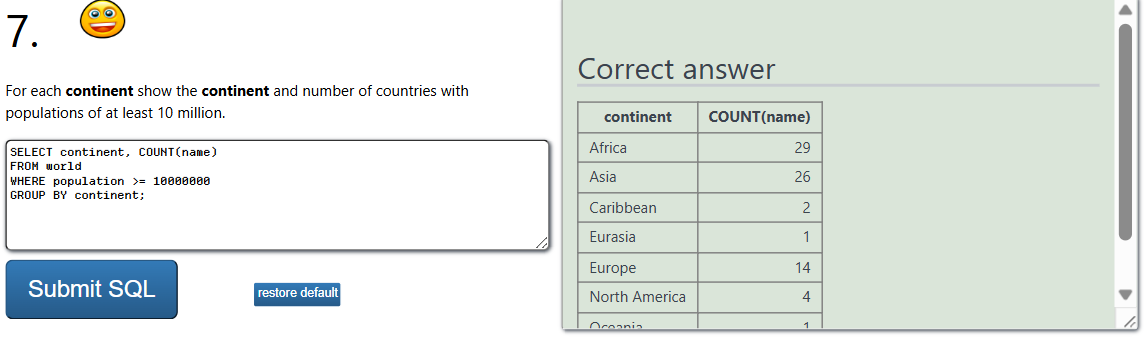 7.
For each continent show the continent and number of countries with
populations of at least 10 million.
SELECT continent, COUNT(name)
FROM world
WHERE population >= 10000000
GROUP BY continent;
Submit SQL
restore default
Correct answer
continent COUNT(name)
Africa 29
Asia 26
Caribbean 2
Eurasia 1
Europe 14
North America 4
Oceania 1